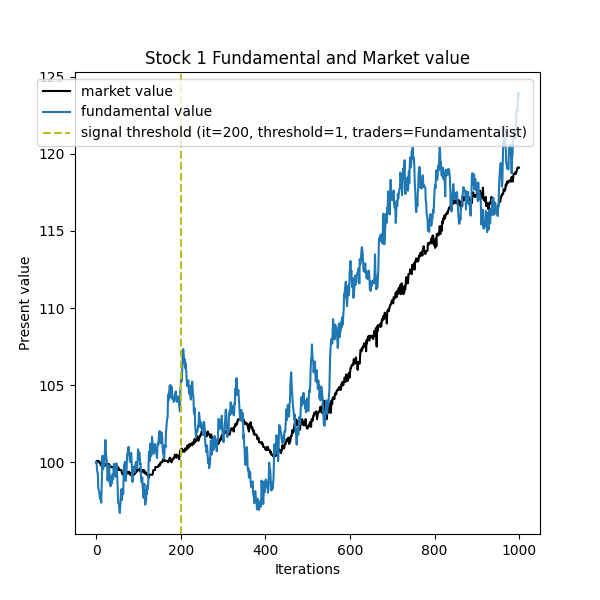 Stock 1 Fundamental and Market value
125
market value
fundamental value
signal threshold (it=200, threshold=1, traders=Fundamentalist)
120
115
110
105
100
Present value
0 200 400 600 800 1000
Iterations